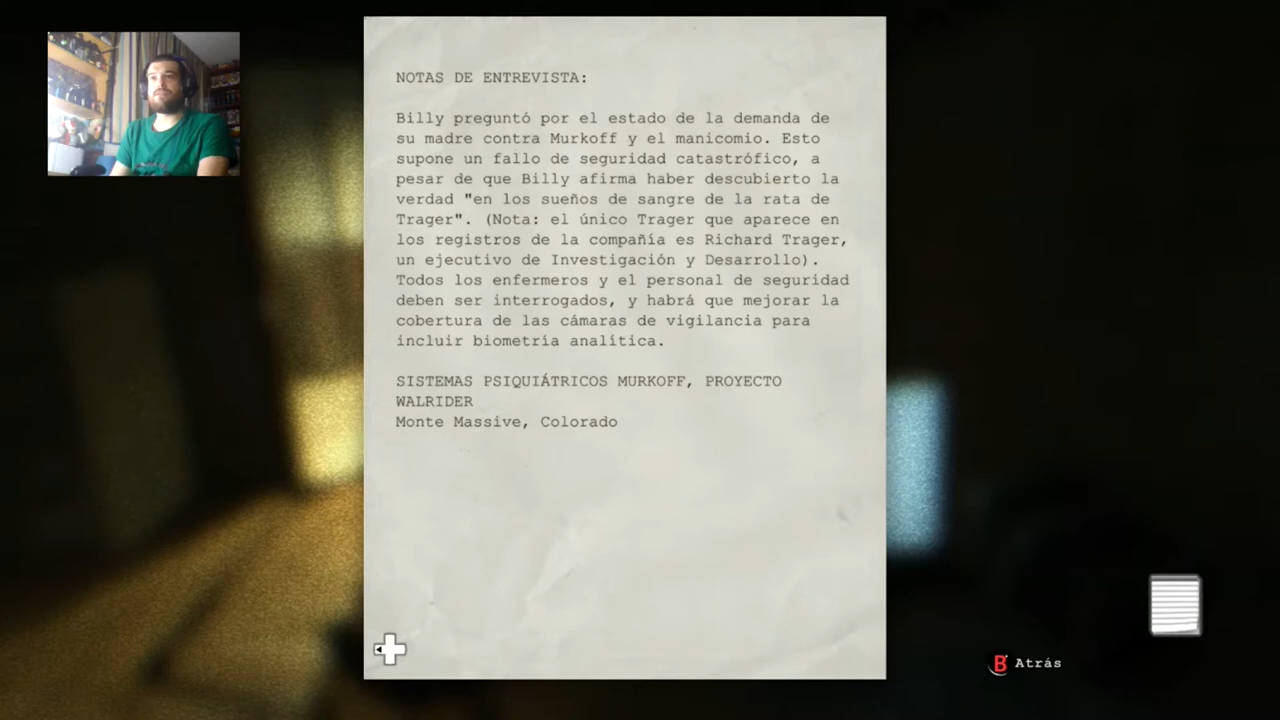 NOTAS DE ENTREVISTA:
Billy preguntó por el estado de la demanda de
su madre contra Murkoff y el manicomio. Esto
supone un fallo de seguridad catastrófico, a
pesar de que Billy afirma haber descubierto la
verdad "en los sueños de sangre de la rata de
Trager". (Nota: el único Trager que aparece en
los registros de la compañía es Richard Trager,
un ejecutivo de Investigación y Desarrollo).
Todos los enfermeros y el personal de seguridad
deben ser interrogados, y habrá que mejorar la
cobertura de las cámaras de vigilancia para
incluir biometría analítica.
SISTEMAS PSIQUIÁTRICOS MURKOFF, PROYECTO
WALRIDER
Monte Massive, Colorado
B Atrás